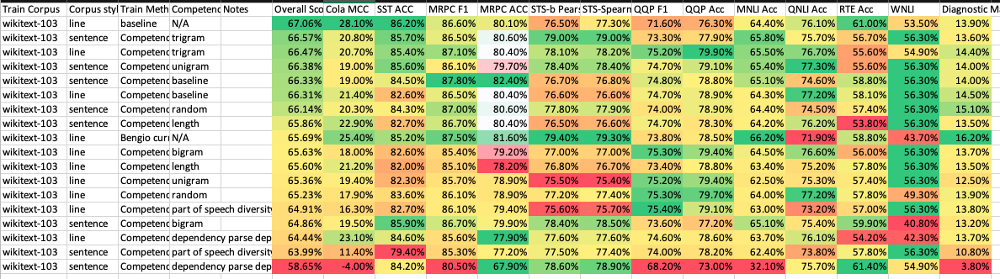 Train Corpus Corpus styl Train Meth Competenc Notes Overall Sco Cola MCC SST ACC MRPC F1 MRPC ACC STS-b Pears STS-Spearn QQP F1 QQP Acc MNLI Acc QNLI Acc RTE Acc WNLI Diagnostic M
wikitext-103 line baseline N/A 67.06% 28.10% 86.20% 86.60% 80.10% 76.50% 77.30% 71.60% 76.30% 64.40% 76.10% 61.00% 53.50% 13.90%
wikitext-103 sentence Competenc trigram 66.57% 20.80% 85.70% 86.50% 80.60% 79.00% 79.00% 73.30% 77.90% 65.80% 75.70% 56.70% 56.30% 13.60%
wikitext-103 line Competenc trigram 66.47% 20.70% 85.40% 87.10% 80.40% 78.10% 78.20% 75.20% 79.90% 65.50% 76.70% 55.60% 54.90% 14.40%
wikitext-103 sentence Competenc unigram 66.38% 19.00% 85.60% 86.10% 79.70% 78.40% 78.40% 74.70% 79.10% 65.40% 77.30% 55.60% 56.30% 14.00%
wikitext-103 sentence Competenc baseline 66.33% 19.00% 84.50% 87.80% 82.40% 76.70% 76.80% 74.80% 78.90% 65.10% 74.60% 58.80% 56.30% 14.00%
wikitext-103 line Competenc baseline 66.31% 21.40% 82.60% 86.50% 80.40% 76.60% 76.60% 74.70% 78.90% 64.30% 77.20% 58.10% 56.30% 14.50%
wikitext-103 sentence Competenc random 66.14% 20.30% 84.30% 87.00% 80.60% 77.80% 77.90% 74.00% 78.90% 64.40% 74.50% 57.40% 56.30% 15.10%
wikitext-103 sentence Competenc length 65.86% 22.90% 82.70% 86.70% 80.40% 76.50% 76.60% 74.70% 78.30% 64.20% 76.20% 53.80% 56.30% 13.50%
wikitext-103 line Bengio curr N/A 65.69% 25.40% 85.20% 87.50% 81.60% 79.40% 79.30% 73.80% 78.50% 66.20% 71.90% 58.80% 43.70% 16.20%
wikitext-103 line Competenc bigram 65.63% 18.00% 82.60% 85.40% 79.20% 77.00% 77.00% 75.30% 79.40% 64.50% 76.60% 56.00% 56.30% 13.70%
wikitext-103 line Competenc length 65.60% 21.20% 82.00% 85.10% 78.20% 76.80% 76.70% 73.40% 78.90% 63.40% 75.20% 57.80% 56.30% 13.50%
wikitext-103 line Competenc unigram 65.36% 19.40% 82.30% 85.70% 78.90% 75.50% 75.40% 75.20% 79.40% 62.50% 75.30% 57.80% 56.30% 12.50%
wikitext-103 line Competenc random 65.23% 17.90% 83.60% 86.10% 78.90% 77.60% 77.20% 75.30% 79.70% 64.00% 77.20% 57.80% 49.30% 13.90%
wikitext-103 line Competenc part of speech diversity 64.91% 16.30% 82.70% 86.10% 79.40% 75.60% 75.70% 75.40% 79.10% 63.00% 73.20% 57.00% 56.30% 13.80%
wikitext-103 sentence Competenc bigram 64.86% 19.50% 85.90% 86.70% 79.90% 78.40% 78.50% 73.60% 77.20% 65.10% 75.40% 59.90% 40.80% 13.20%
wikitext-103 line Competenc dependency parse dep 64.44% 23.10% 84.60% 85.60% 77.90% 77.60% 77.60% 74.60% 78.60% 63.10% 76.10% 54.20% 42.30% 13.70%
wikitext-103 sentence Competenc part of speech diversity 63.99% 11.40% 79.40% 85.30% 77.20% 77.50% 77.40% 74.00% 78.20% 62.40% 73.80% 57.80% 56.30% 10.80%
wikitext-103 sentence Competenc dependency parse dep 58.65% -4.00% 84.20% 80.50% 67.90% 77.60% 77.60% 68.20% 73.00% 32.10% 75.70% 61.40% 54.90% 3.80%